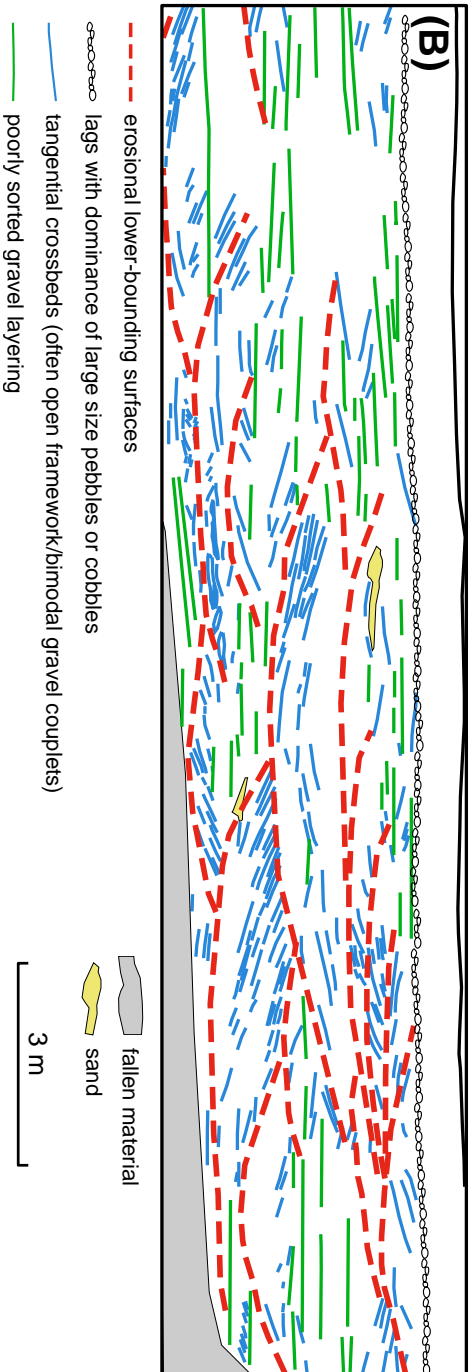 (B)
erosional lower-bounding surfaces
lags with dominance of large size pebbles or cobbles
tangential crossbeds (often open framework/bimodal gravel couplets)
poorly sorted gravel layering
fallen material
sand
3 m